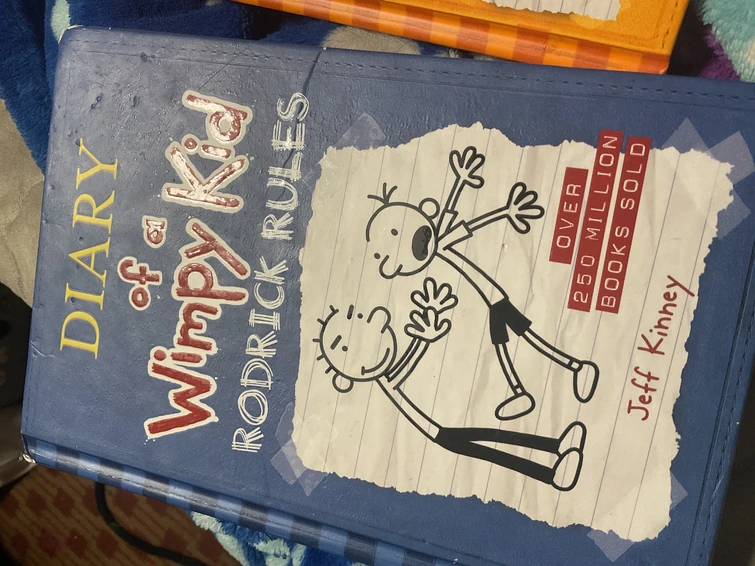 DIARY
of a
Wimpy Kid
RODRICK RULES
OVER
250 MILLION
BOOKS SOLD
Jeff Kinney